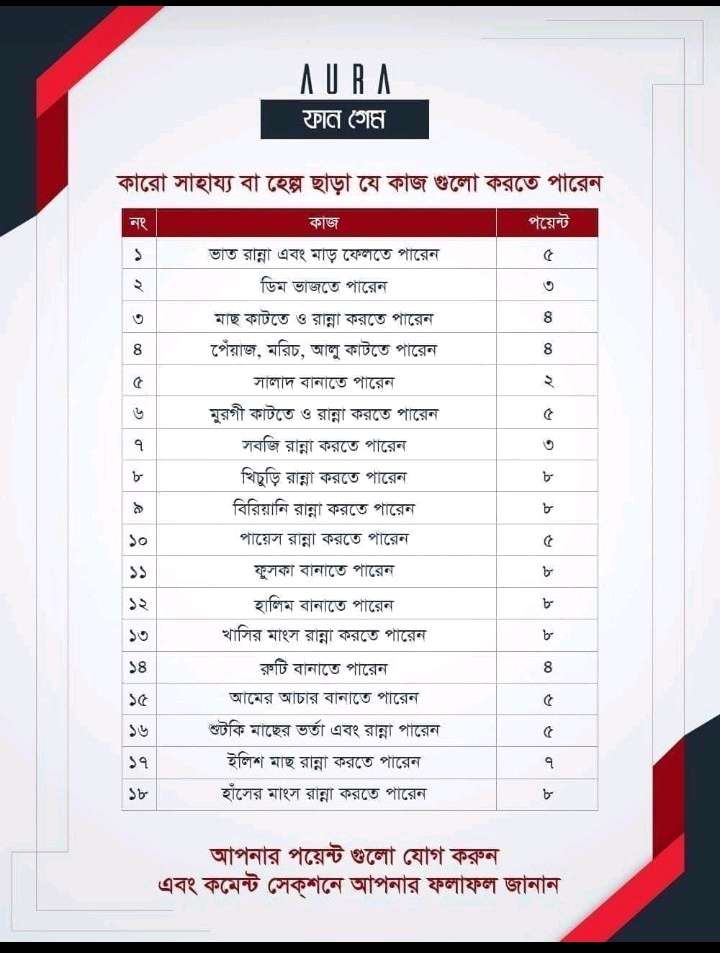 AURA
ফান গেম
কারো সাহায্য বা হেল্প ছাড়া যে কাজ গুলো করতে পারেন
নং কাজ পয়েন্ট
১ ভাত রান্না এবং মাড় ফেলতে পারেন ৫
২ ডিম ভাজতে পারেন ৩
৩ মাছ কাটতে ও রান্না করতে পারেন ৪
৪ পেঁয়াজ, মরিচ, আলু কাটতে পারেন ৪
৫ সালাদ বানাতে পারেন ২
৬ মুরগী কাটতে ও রান্না করতে পারেন ৫
৭ সবজি রান্না করতে পারেন ৩
৮ খিচুড়ি রান্না করতে পারেন ৮
৯ বিরিয়ানি রান্না করতে পারেন ৮
১০ পায়েস রান্না করতে পারেন ৫
১১ ফুসকা বানাতে পারেন ৮
১২ হালিম বানাতে পারেন ৮
১৩ খাসির মাংস রান্না করতে পারেন ৮
১৪ রুটি বানাতে পারেন ৪
১৫ আমের আচার বানাতে পারেন ৫
১৬ শুটকি মাছের ভর্তা এবং রান্না পারেন ৫
১৭ ইলিশ মাছ রান্না করতে পারেন ৭
১৮ হাঁসের মাংস রান্না করতে পারেন ৮
আপনার পয়েন্ট গুলো যোগ করুন
এবং কমেন্ট সেক্শনে আপনার ফলাফল জানান